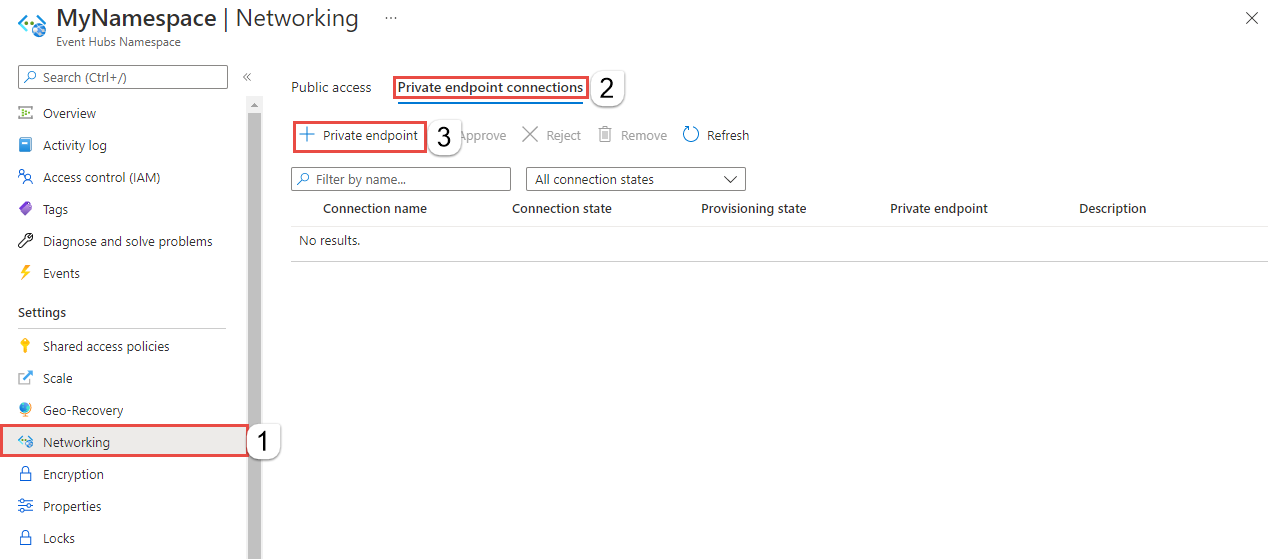 MyNamespace | Networking ...
Event Hubs Namespace
Search (Ctrl+/)
Overview
Activity log
Access control (IAM)
Tags
Diagnose and solve problems
Events
Settings
Shared access policies
Scale
Geo-Recovery
Networking
1
Encryption
Properties
Locks
Public access
Private endpoint connections
2
Private endpoint
3
Approve
Reject
Remove
Refresh
Filter by name...
All connection states
Connection name
Connection state
Provisioning state
Private endpoint
Description
No results.